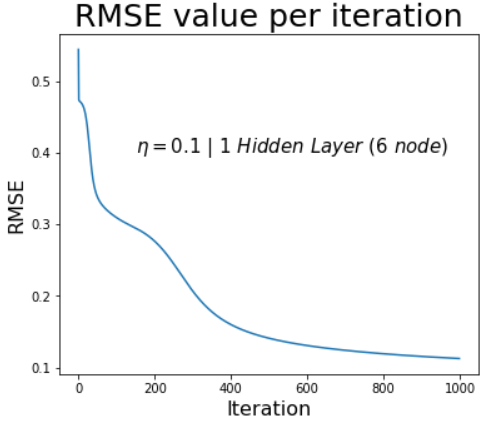 RMSE value per iteration
0.5
0.4
0.3
0.2
0.1
RMSE
η = 0.1 | 1 Hidden Layer (6 node)
0
200
400
600
800
1000
Iteration